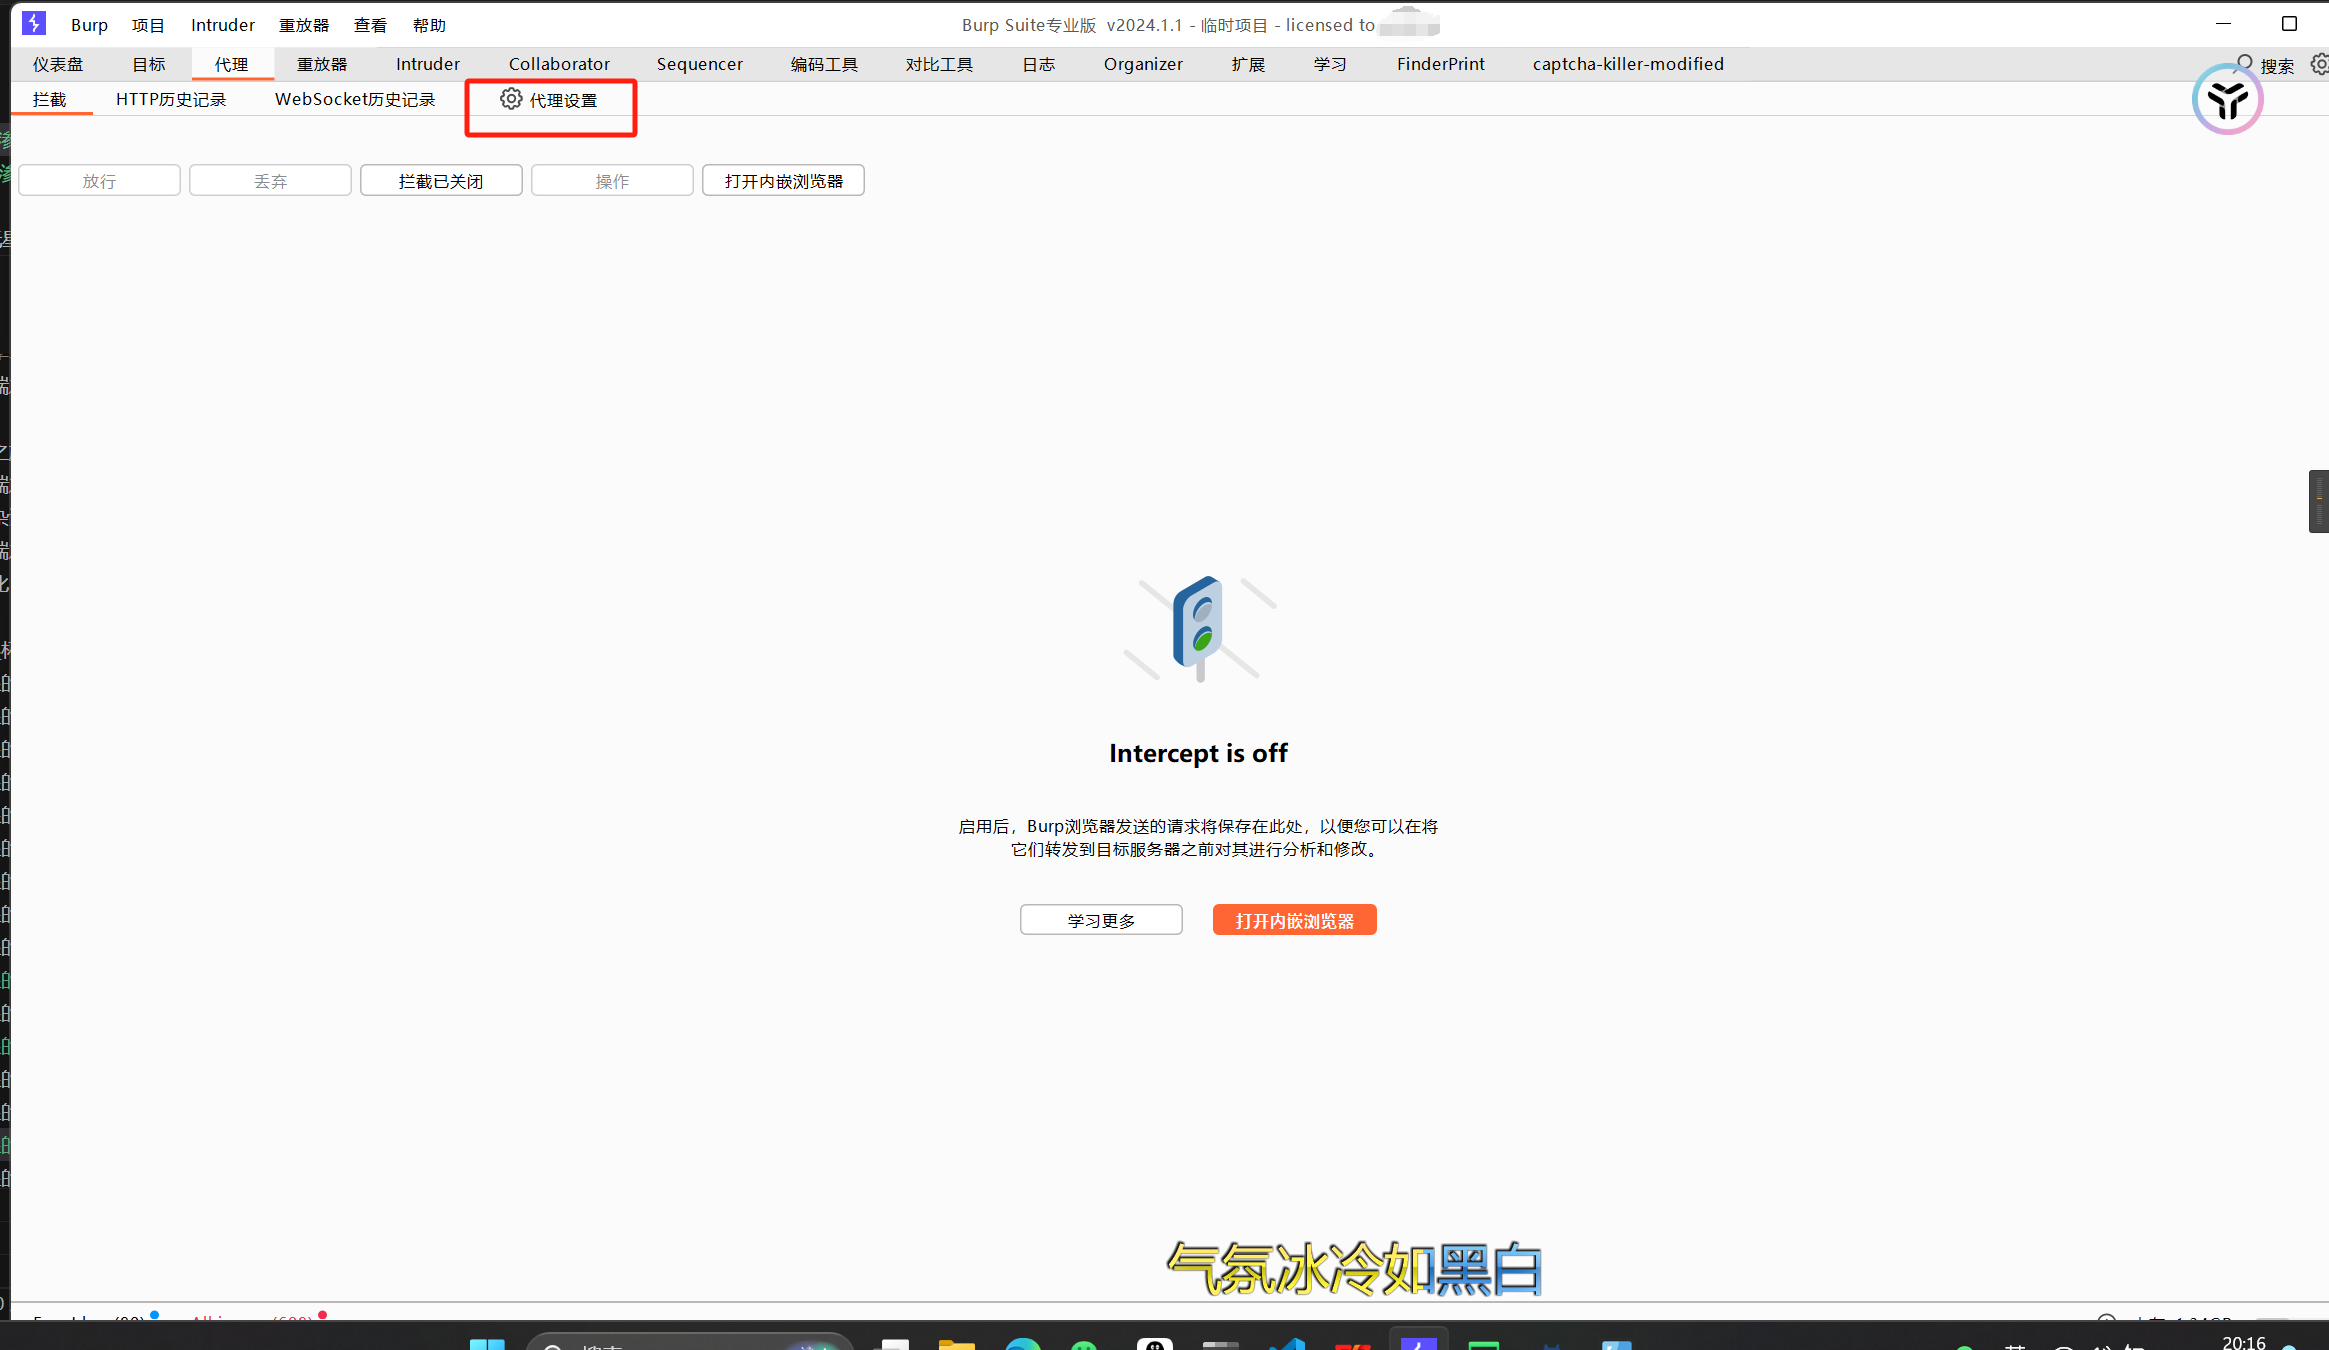 Burp 项目 Intruder 重放器 查看 帮助 Burp Suite专业版 v2024.1.1 - 临时项目 - licensed to
仪表盘 目标 代理 重放器 Intruder Collaborator Sequencer 编码工具 对比工具 日志 Organizer 扩展 学习 FinderPrint captcha-killer-modified 搜索
拦截 HTTP历史记录 WebSocket历史记录 代理设置
放行 丢弃 拦截已关闭 操作 打开内嵌浏览器
Intercept is off
启用后，Burp浏览器发送的请求将保存在此处，以便您可以在将
它们转发到目标服务器之前对其进行分析和修改。
学习更多 打开内嵌浏览器
气氛冰冷如黑白
20:16